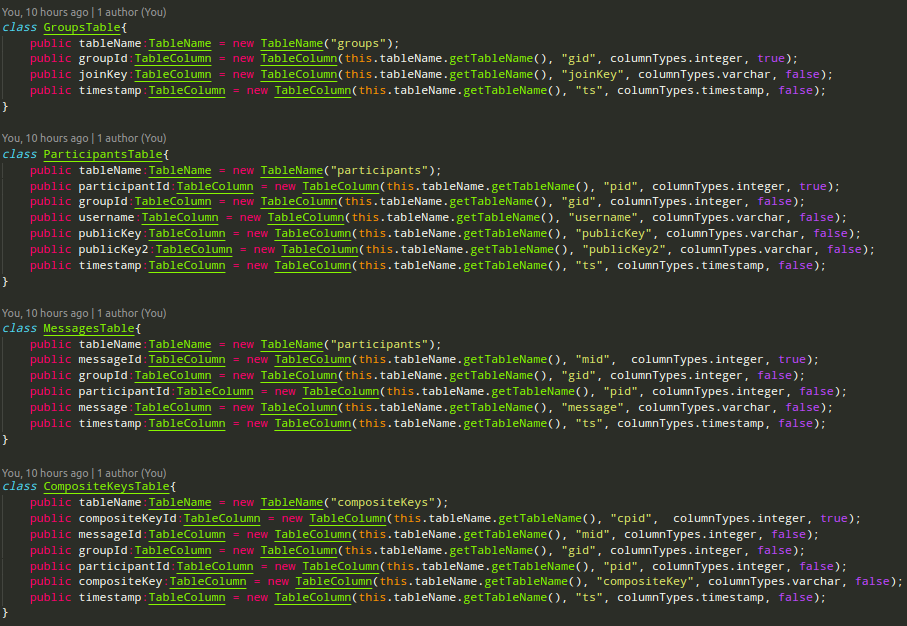 You, 10 hours ago | 1 author (You)
class GroupsTable{
public tableName:TableName = new TableName("groups");
public groupId:TableColumn = new TableColumn(this.tableName.getTableName(), "gid", columnTypes.integer, true);
public joinKey:TableColumn = new TableColumn(this.tableName.getTableName(), "joinKey", columnTypes.varchar, false);
public timestamp:TableColumn = new TableColumn(this.tableName.getTableName(), "ts", columnTypes.timestamp, false);
}
You, 10 hours ago | 1 author (You)
class ParticipantsTable{
public tableName:TableName = new TableName("participants");
public participantId:TableColumn = new TableColumn(this.tableName.getTableName(), "pid", columnTypes.integer, true);
public groupId:TableColumn = new TableColumn(this.tableName.getTableName(), "gid", columnTypes.integer, false);
public username:TableColumn = new TableColumn(this.tableName.getTableName(), "username", columnTypes.varchar, false);
public publicKey:TableColumn = new TableColumn(this.tableName.getTableName(), "publicKey", columnTypes.varchar, false);
public publicKey2:TableColumn = new TableColumn(this.tableName.getTableName(), "publicKey2", columnTypes.varchar, false);
public timestamp:TableColumn = new TableColumn(this.tableName.getTableName(), "ts", columnTypes.timestamp, false);
}
You, 10 hours ago | 1 author (You)
class MessagesTable{
public tableName:TableName = new TableName("participants");
public messageId:TableColumn = new TableColumn(this.tableName.getTableName(), "mid",  columnTypes.integer, true);
public groupId:TableColumn = new TableColumn(this.tableName.getTableName(), "gid", columnTypes.integer, false);
public participantId:TableColumn = new TableColumn(this.tableName.getTableName(), "pid", columnTypes.integer, false);
public message:TableColumn = new TableColumn(this.tableName.getTableName(), "message", columnTypes.varchar, false);
public timestamp:TableColumn = new TableColumn(this.tableName.getTableName(), "ts", columnTypes.timestamp, false);
}
You, 10 hours ago | 1 author (You)
class CompositeKeysTable{
public tableName:TableName = new TableName("compositeKeys");
public compositeKeyId:TableColumn = new TableColumn(this.tableName.getTableName(), "cpid",  columnTypes.integer, true);
public messageId:TableColumn = new TableColumn(this.tableName.getTableName(), "mid", columnTypes.integer, false);
public groupId:TableColumn = new TableColumn(this.tableName.getTableName(), "gid", columnTypes.integer, false);
public participantId:TableColumn = new TableColumn(this.tableName.getTableName(), "pid", columnTypes.integer, false);
public compositeKey:TableColumn = new TableColumn(this.tableName.getTableName(), "compositeKey", columnTypes.varchar, false);
public timestamp:TableColumn = new TableColumn(this.tableName.getTableName(), "ts", columnTypes.timestamp, false);
}